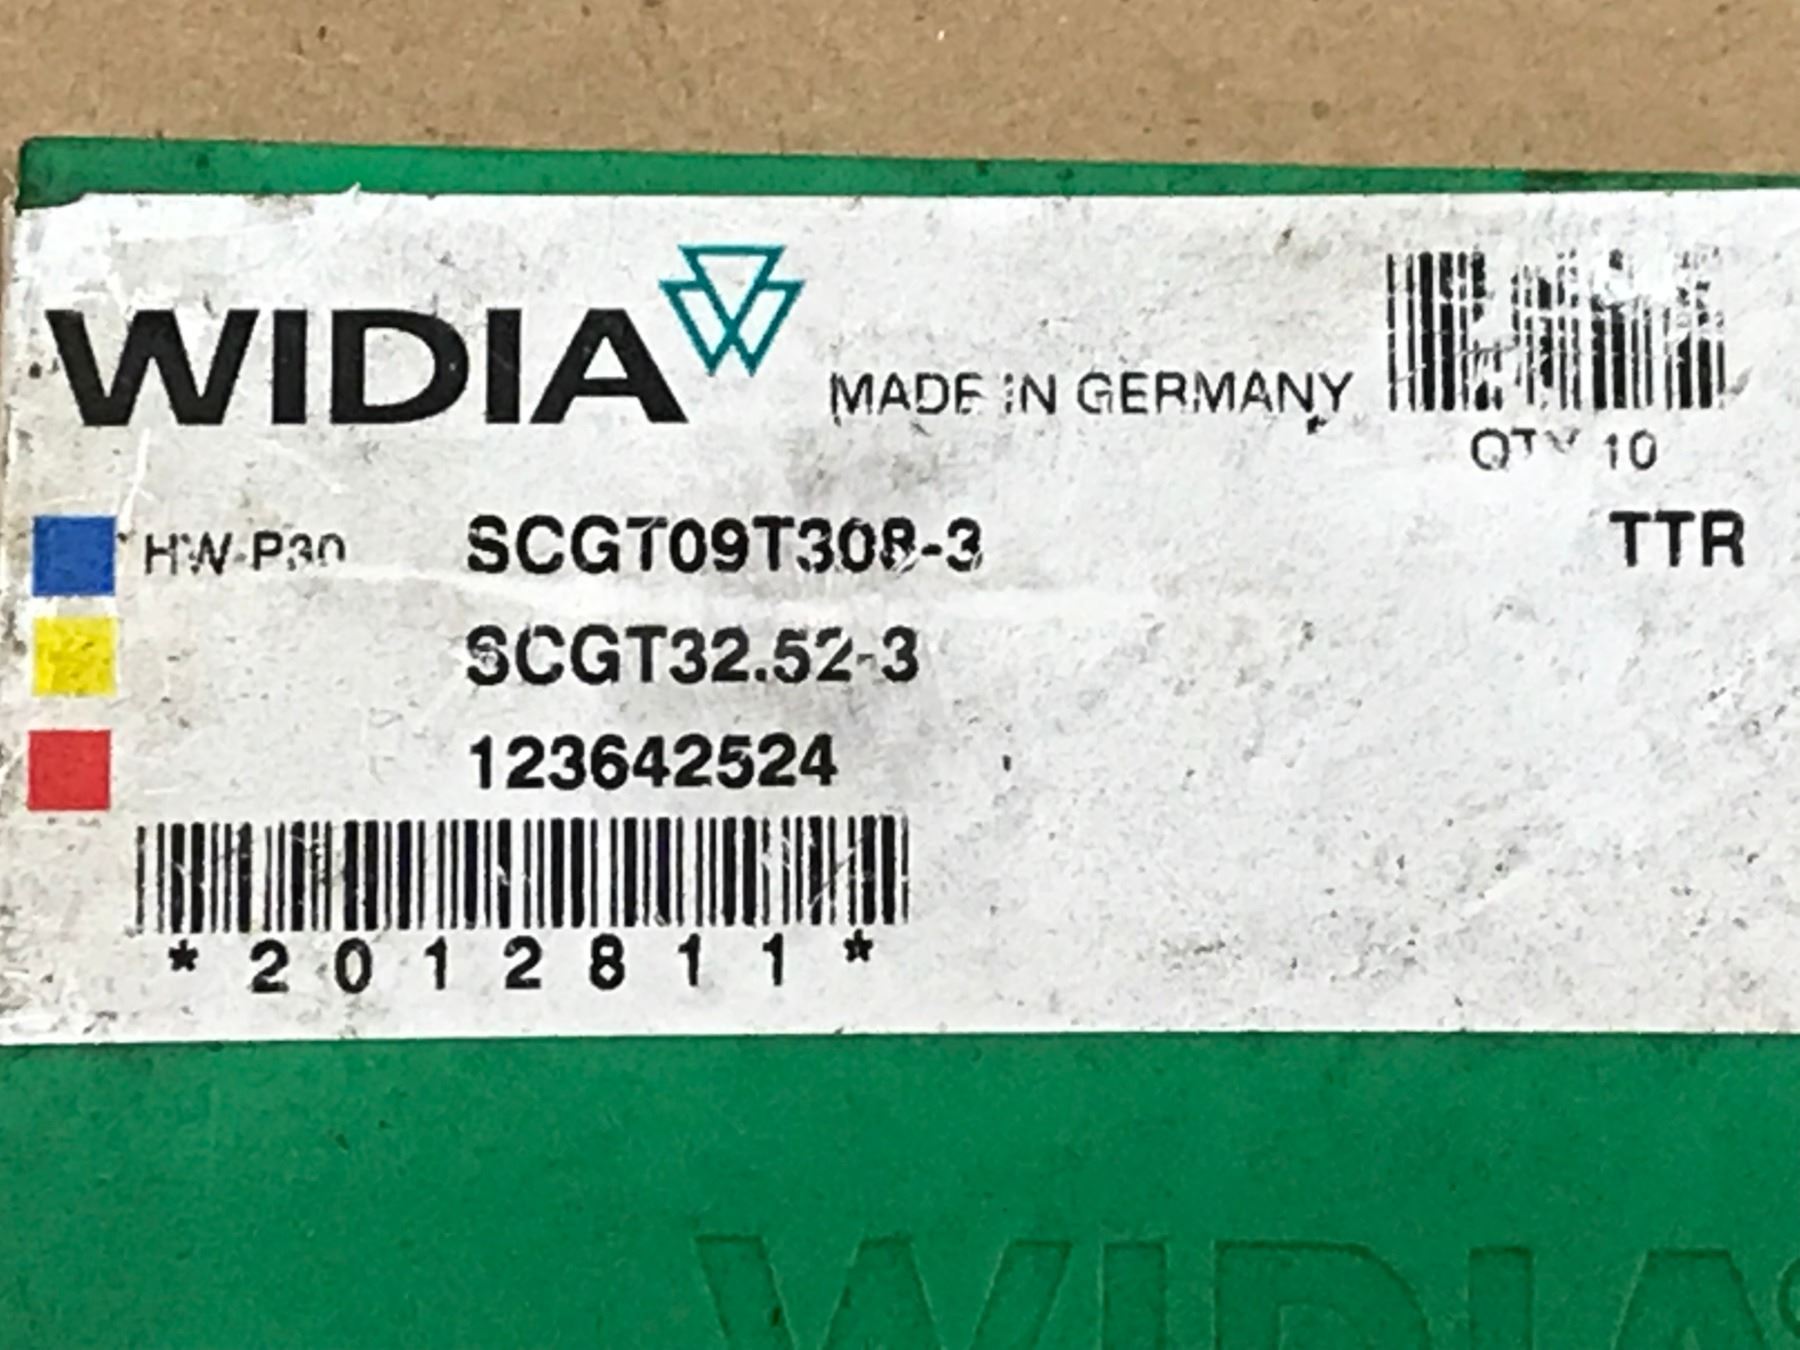 WIDIA
MADE IN GERMANY
QTY 10
HW-P30 SCGT09T308-3 TTR
SCGT32.52-3
123642524
*2012811*
WIDIA